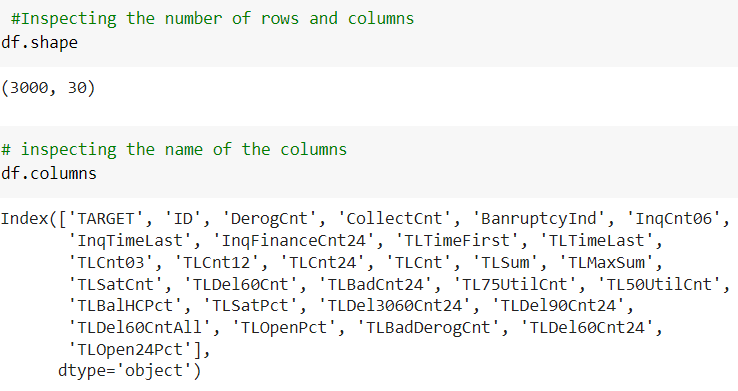 #Inspecting the number of rows and columns
df.shape
(3000, 30)
# inspecting the name of the columns
df.columns
Index(['TARGET', 'ID', 'DerogCnt', 'CollectCnt', 'BanruptcyInd', 'InqCnt06',
'InqTimeLast', 'InqFinanceCnt24', 'TLTimeFirst', 'TLTimeLast',
'TLCnt03', 'TLCnt12', 'TLCnt24', 'TLCnt', 'TLSum', 'TLMaxSum',
'TLSatCnt', 'TLDel60Cnt', 'TLBadCnt24', 'TL75UtilCnt', 'TL50UtilCnt',
'TLBalHCPct', 'TLSatPct', 'TLDel3060Cnt24', 'TLDel90Cnt24',
'TLDel60CntAll', 'TLOpenPct', 'TLBadDerogCnt', 'TLDel60Cnt24',
'TLOpen24Pct'],
dtype='object')